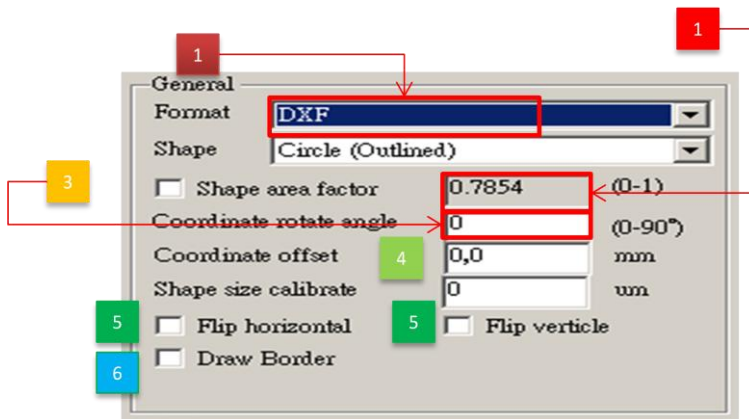 1
1
General
Format DXF
Shape Circle (Outlined)
3 Shape area factor 0.7854 (0-1)
Coordinate rotate angle 0 (0-90°)
Coordinate offset 4 0,0 mm
Shape size calibrate 0 um
5 Flip horizontal 5 Flip verticle
6 Draw Border